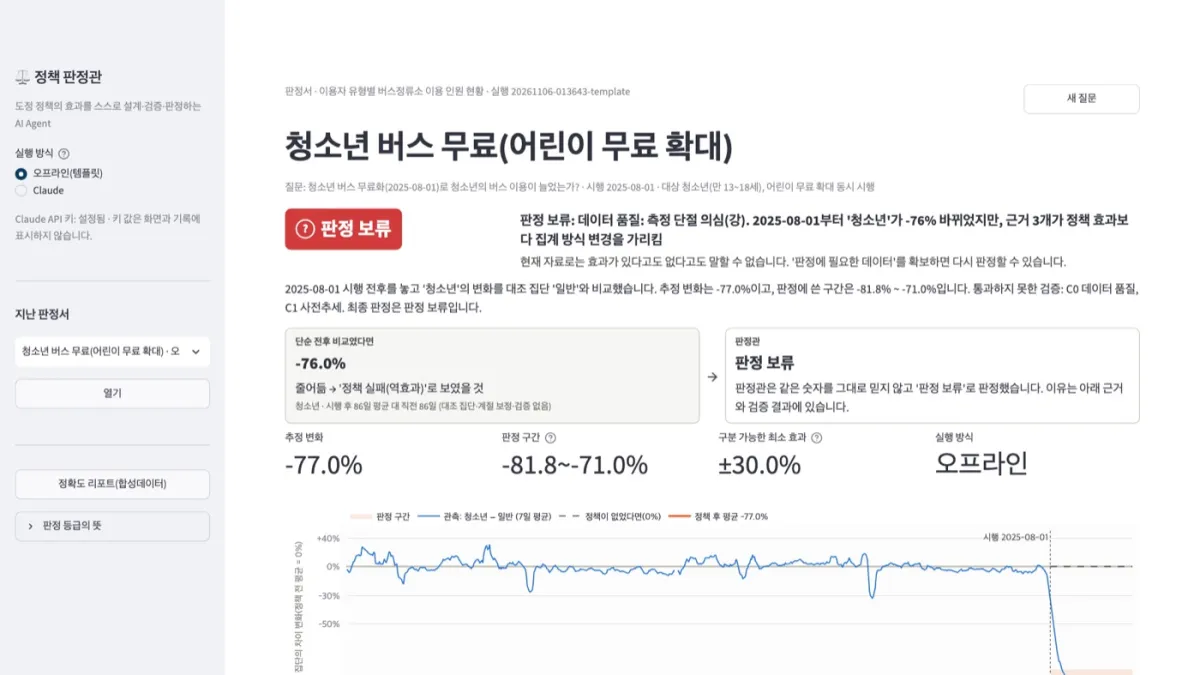 정책 판정관
도정 정책의 효과를 스스로 설계·검증·판정하는
AI Agent
실행 방식
오프라인(템플릿)
Claude
Claude API 키: 설정됨 · 키 값은 화면과 기록에
표시하지 않습니다.
지난 판정서
청소년 버스 무료(어린이 무료 확대) · 오
열기
정확도 리포트(합성데이터)
판정 등급의 뜻
판정서 · 이용자 유형별 버스정류소 이용 인원 현황 · 실행 20261106-013643-template
새 질문
청소년 버스 무료(어린이 무료 확대)
질문: 청소년 버스 무료화(2025-08-01)로 청소년의 버스 이용이 늘었는가? · 시행 2025-08-01 · 대상 청소년(만 13~18세), 어린이 무료 확대 동시 시행
판정 보류
판정 보류: 데이터 품질: 측정 단절 의심(강). 2025-08-01부터 '청소년'가 -76% 바뀌었지만, 근거 3개가 정책 효과보
다 집계 방식 변경을 가리킴
현재 자료로는 효과가 있다고도 없다고도 말할 수 없습니다. '판정에 필요한 데이터'를 확보하면 다시 판정할 수 있습니다.
2025-08-01 시행 전후를 놓고 '청소년'의 변화를 대조 집단 '일반'과 비교했습니다. 추정 변화는 -77.0%이고, 판정에 쓴 구간은 -81.8% ~ -71.0%입니다. 통과하지 못한 검증: C0 데이터 품질,
C1 사전추세. 최종 판정은 판정 보류입니다.
단순 전후 비교였다면
-76.0%
줄어듦 → '정책 실패(역효과)'로 보였을 것
청소년 · 시행 후 86일 평균 대 직전 86일 (대조 집단·계절 보정·검증 없음)
→
판정관
판정 보류
판정관은 같은 숫자를 그대로 믿지 않고 '판정 보류'로 판정했습니다. 이유는 아래 근거
와 검증 결과에 있습니다.
추정 변화
-77.0%
판정 구간
-81.8~-71.0%
구분 가능한 최소 효과
±30.0%
실행 방식
오프라인
판정 구간 관측: 청소년 − 일반 (7일 평균) 정책이 없었다면(0%) 정책 후 평균 -77.0%
시행 2025-08-01
+40%
0%
-30%
-50%
집단의 차이 변화(정책 전 평균 = 0%)